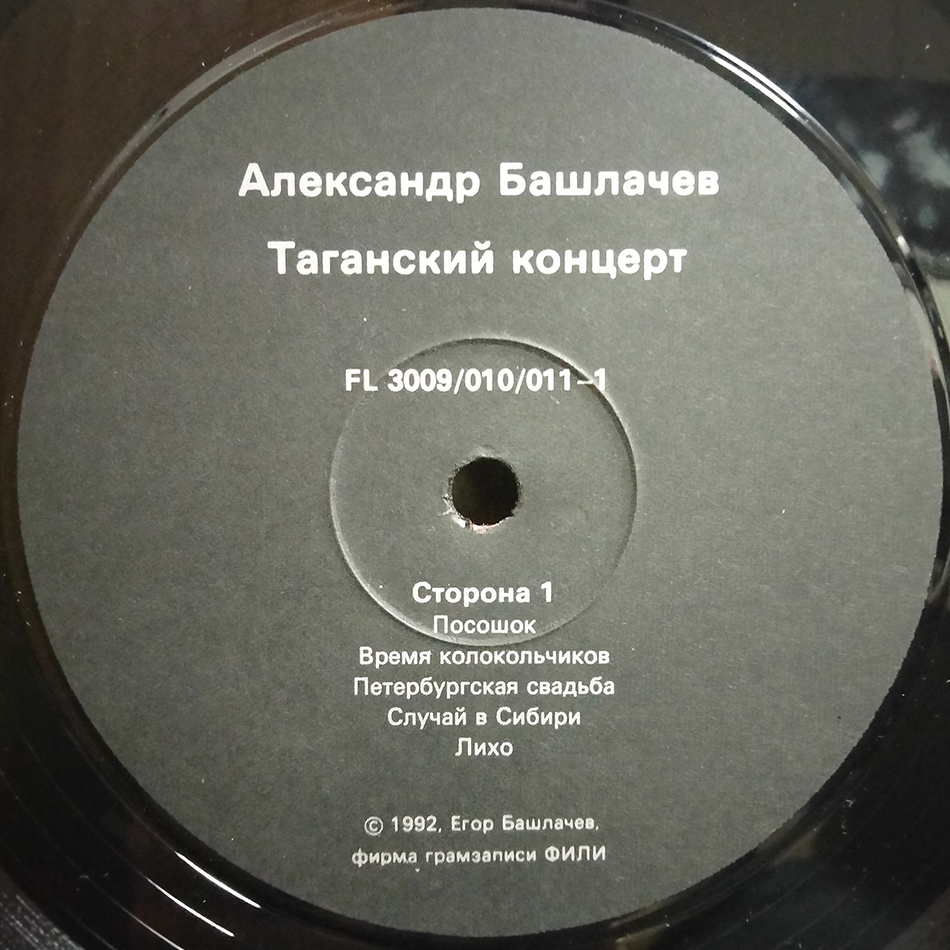 Александр Башлачев
Таганский концерт
FL 3009/010/011-1
Сторона 1
Посошок
Время колокольчиков
Петербургская свадьба
Случай в Сибири
Лихо
© 1992, Егор Башлачев,
фирма грамзаписи ФИЛИ